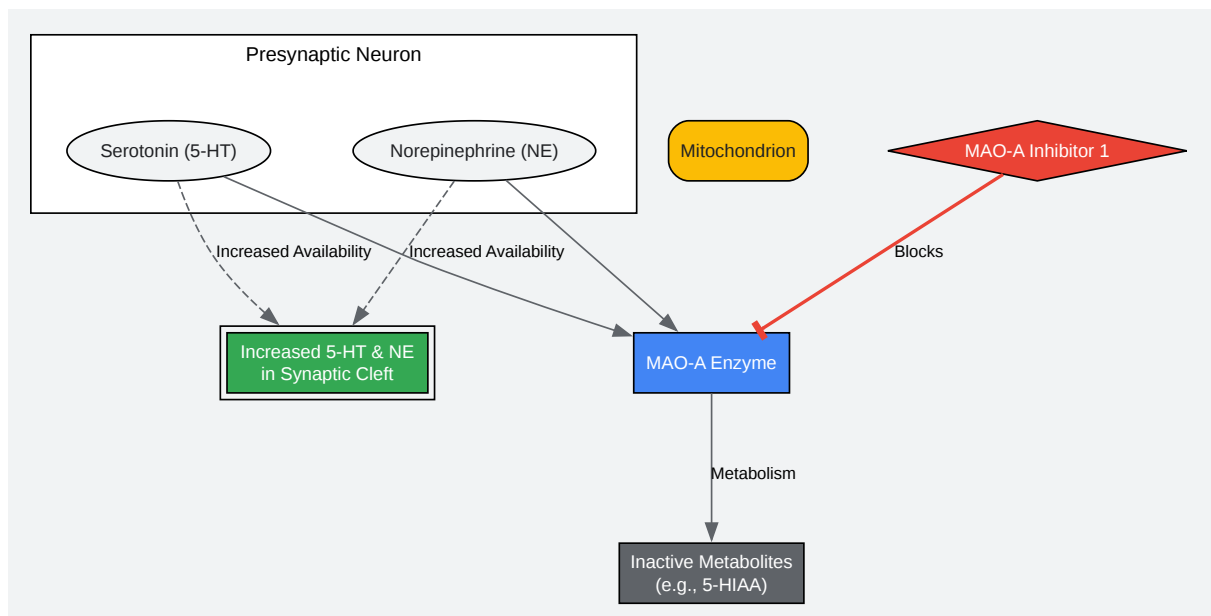 Presynaptic Neuron
Serotonin (5-HT)
Norepinephrine (NE)
Mitochondrion
MAO-A Inhibitor 1
Increased Availability
Increased Availability
Blocks
Increased 5-HT & NE
in Synaptic Cleft
MAO-A Enzyme
Metabolism
Inactive Metabolites
(e.g., 5-HIAA)